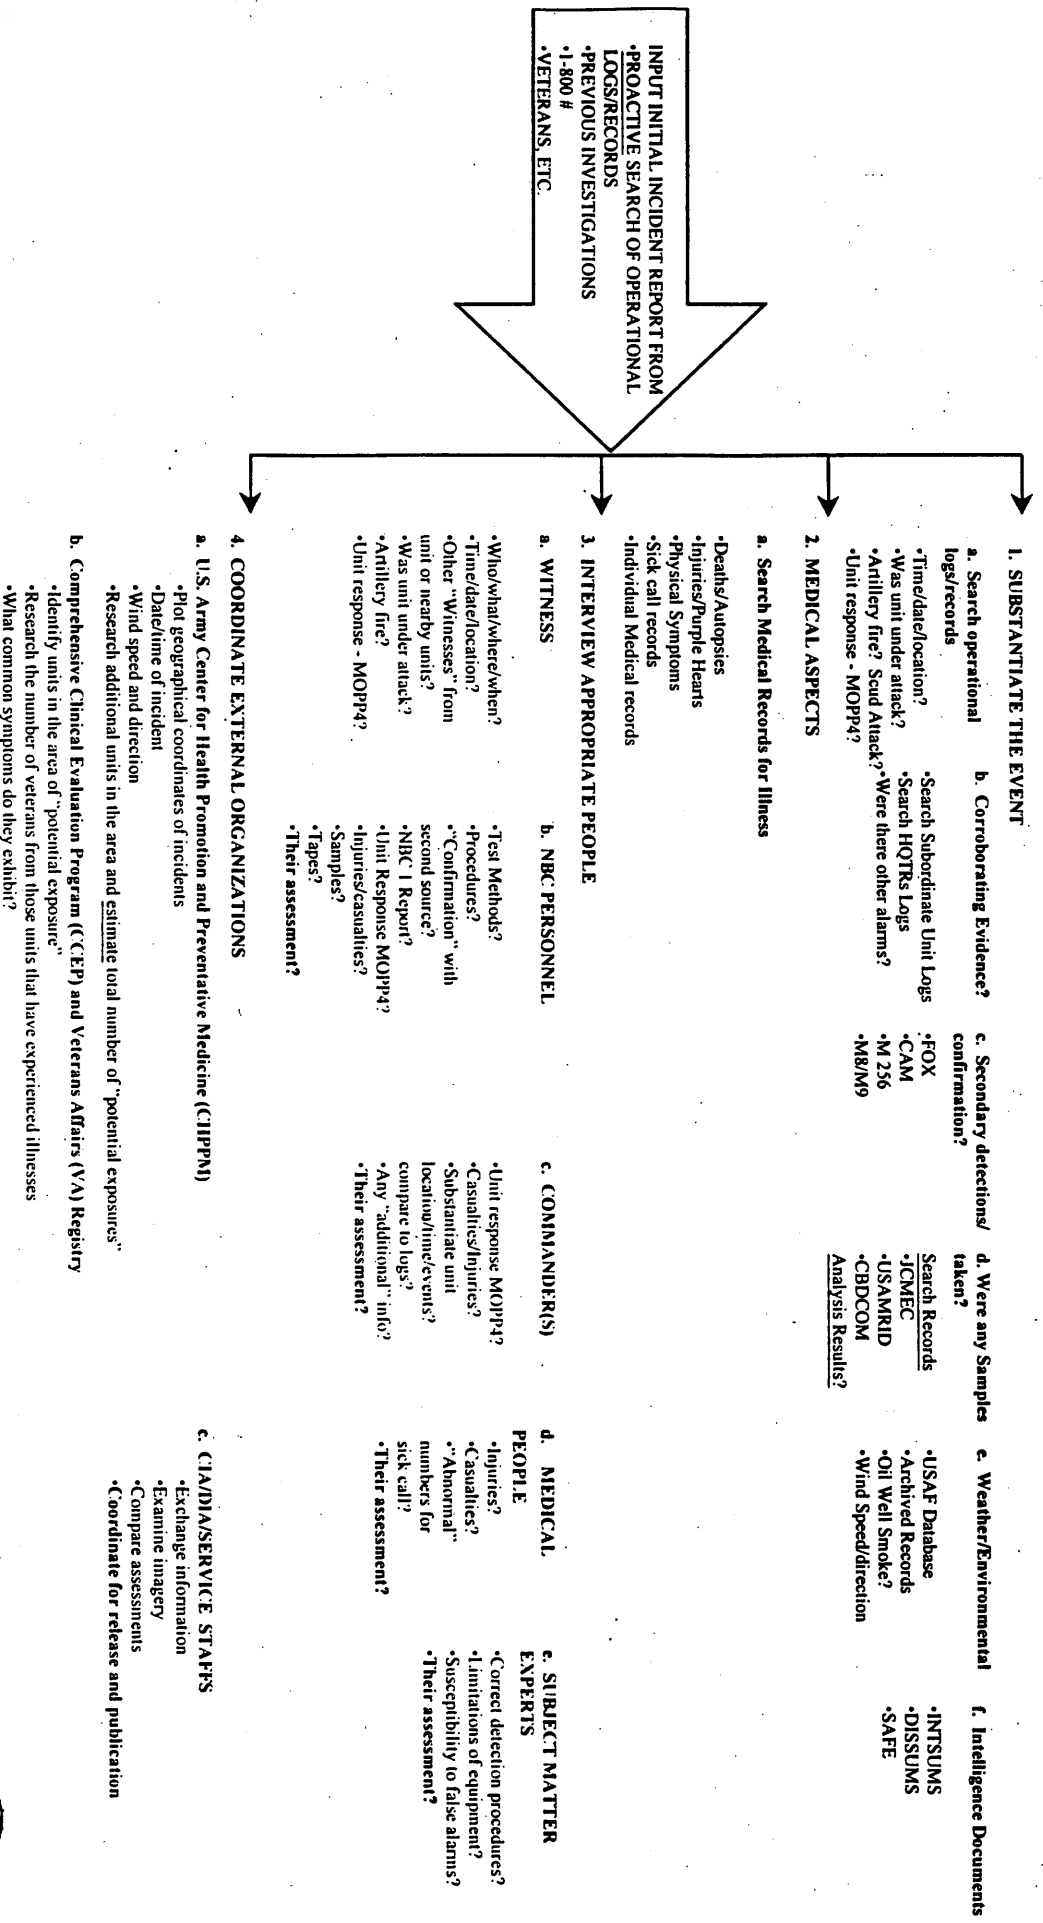 INPUT INITIAL INCIDENT REPORT FROM
•PROACTIVE SEARCH OF OPERATIONAL
LOGS/RECORDS
•PREVIOUS INVESTIGATIONS
•1-800 #
•VETERANS, ETC.
1. SUBSTANTIATE THE EVENT
a. Search operational
logs/records
•Time/date/location?
•Was unit under attack?
•Artillery fire? Scud Attack?
•Unit response - MOPP4?
b. Corroborating Evidence?
•Search Subordinate Unit Logs
•Search HQTRs Logs
•Were there other alarms?
c. Secondary detections/
confirmation?
•FOX
•CAM
•M 256
•M8/M9
d. Were any Samples
taken?
Search Records
•JCMEC
•USAMRID
•CBDCOM
Analysis Results?
e. Weather/Environmental
•USAF Database
•Archived Records
•Oil Well Smoke?
•Wind Speed/direction
f. Intelligence Documents
•INTSUMS
•DISSUMS
•SAFE
2. MEDICAL ASPECTS
a. Search Medical Records for Illness
•Deaths/Autopsies
•Injuries/Purple Hearts
•Physical Symptoms
•Sick call records
•Individual Medical records
3. INTERVIEW APPROPRIATE PEOPLE
a. WITNESS
•Who/what/where/when?
•Time/date/location?
•Other "Witnesses" from
unit or nearby units?
•Was unit under attack?
•Artillery fire?
•Unit response - MOPP4?
b. NBC PERSONNEL
•Test Methods?
•Procedures?
•"Confirmation" with
second source?
•NBC 1 Report?
•Unit Response MOPP4?
•Injuries/casualties?
•Samples?
•Tapes?
•Their assessment?
c. COMMANDER(S)
•Unit response MOPP4?
•Casualties/Injuries?
•Substantiate unit
location/time/events?
compare to logs?
•Any "additional" info?
•Their assessment?
d. MEDICAL
PEOPLE
•Injuries?
•Casualties?
•"Abnormal"
numbers for
sick call?
•Their assessment?
e. SUBJECT MATTER
EXPERTS
•Correct detection procedures?
•Limitations of equipment?
•Susceptibility to false alarms?
•Their assessment?
4. COORDINATE EXTERNAL ORGANIZATIONS
a. U.S. Army Center for Health Promotion and Preventative Medicine (CHPPM)
•Plot geographical coordinates of incidents
•Date/time of incident
•Wind speed and direction
•Research additional units in the area and estimate total number of "potential exposures"
b. Comprehensive Clinical Evaluation Program (CCEP) and Veterans Affairs (VA) Registry
•Identify units in the area of "potential exposure"
•Research the number of veterans from those units that have experienced illnesses
•What common symptoms do they exhibit?
c. CIA/DIA/SERVICE STAFFS
•Exchange information
•Examine imagery
•Compare assessments
•Coordinate for release and publication